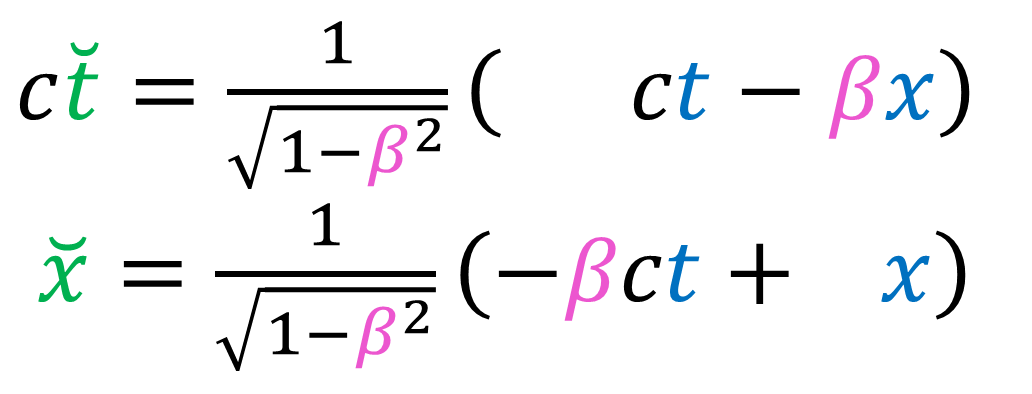 ct̆ = 1/√(1−β²) ( ct − βx)
x̆ = 1/√(1−β²) (−βct + x)